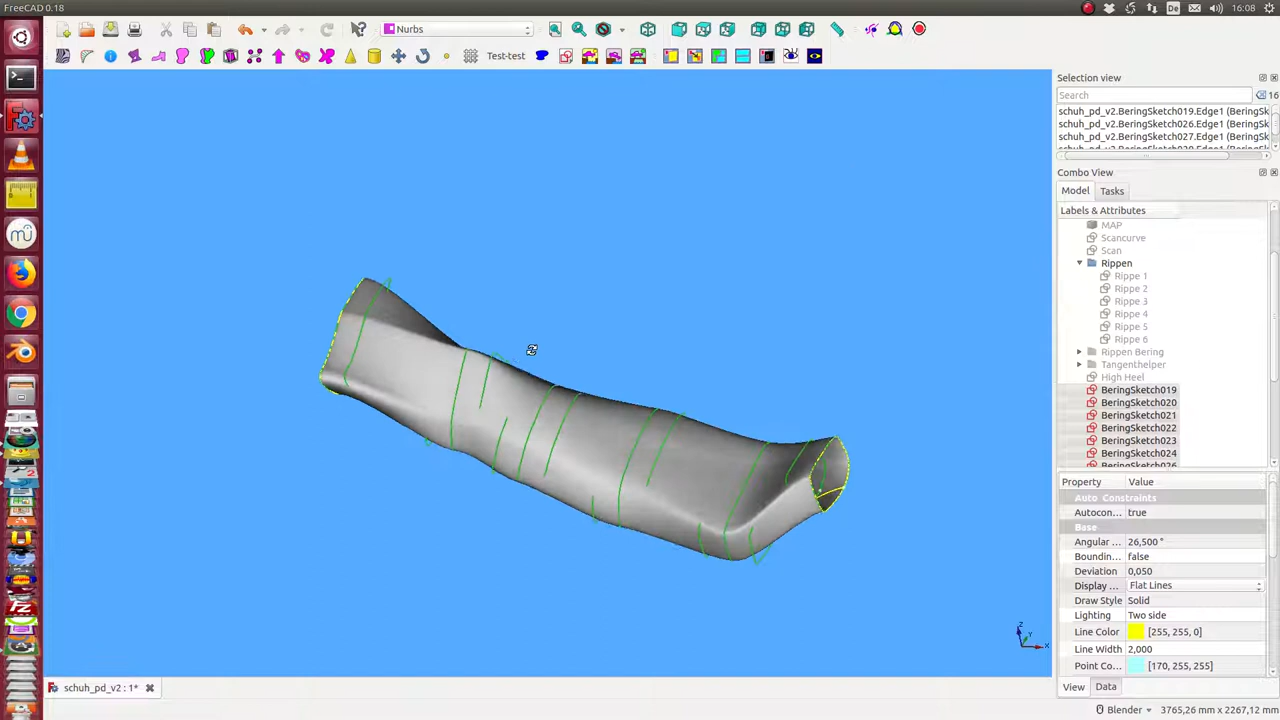 FreeCAD 0.18
De
16:08
Nurbs
Test-test
Selection view
Search
16
schuh_pd_v2.BeringSketch019.Edge1 (BeringSk
schuh_pd_v2.BeringSketch026.Edge1 (BeringSk
schuh_pd_v2.BeringSketch027.Edge1 (BeringSk
Combo View
Model
Tasks
Labels & Attributes
MAP
Scancurve
Scan
Rippen
Rippe 1
Rippe 2
Rippe 3
Rippe 4
Rippe 5
Rippe 6
Rippen Bering
Tangenthelper
High Heel
BeringSketch019
BeringSketch020
BeringSketch021
BeringSketch022
BeringSketch023
BeringSketch024
BeringSketch026
Property Value
Auto Constraints
Autocon... true
Base
Angular ... 26,500 °
Boundin... false
Deviation 0,050
Display ... Flat Lines
Draw Style Solid
Lighting Two side
Line Color [255, 255, 0]
Line Width 2,000
Point Co... [170, 255, 255]
View
Data
Z
Y
X
schuh_pd_v2 : 1*
Blender
3765,26 mm x 2267,12 mm